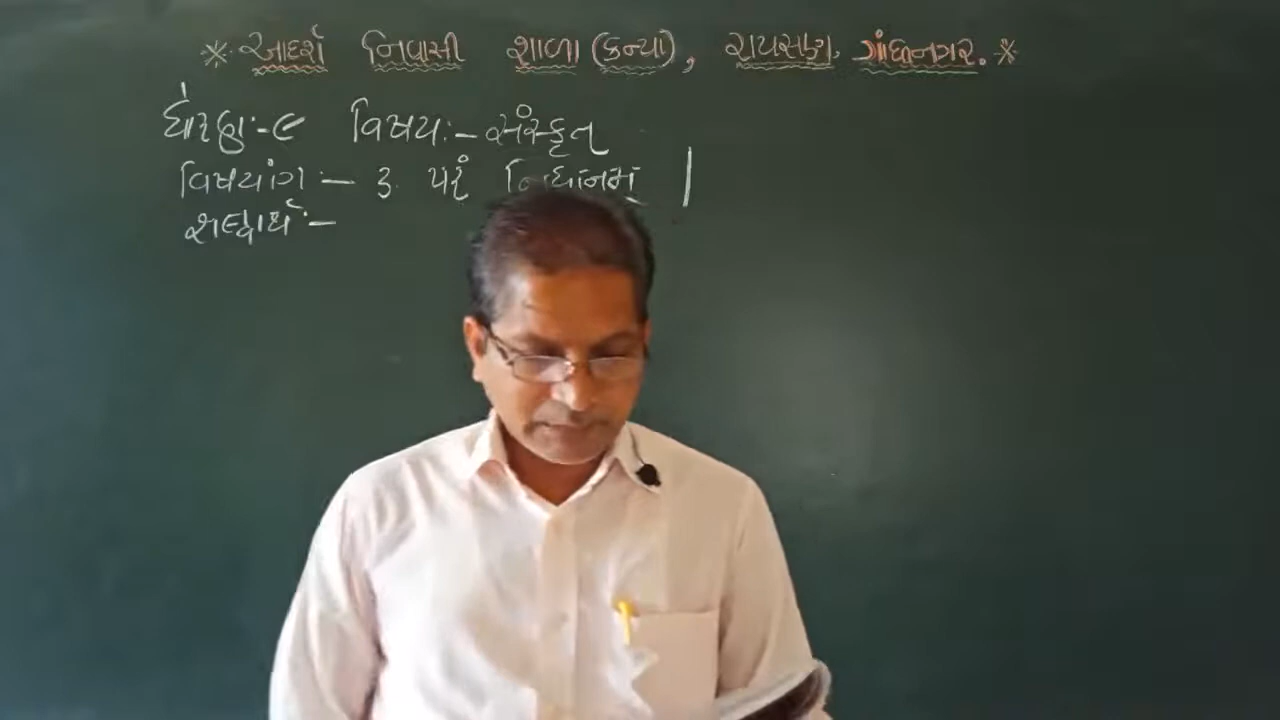 * આદર્શ નિવાસી શાળા (કન્યા), રાયસણ, ગાંધીનગર. *
ધોરણઃ-૯ વિષયઃ- સંસ્કૃત
વિષયાંગઃ- ૩. પરં નિધાનમ્ |
શબ્દાર્થઃ-